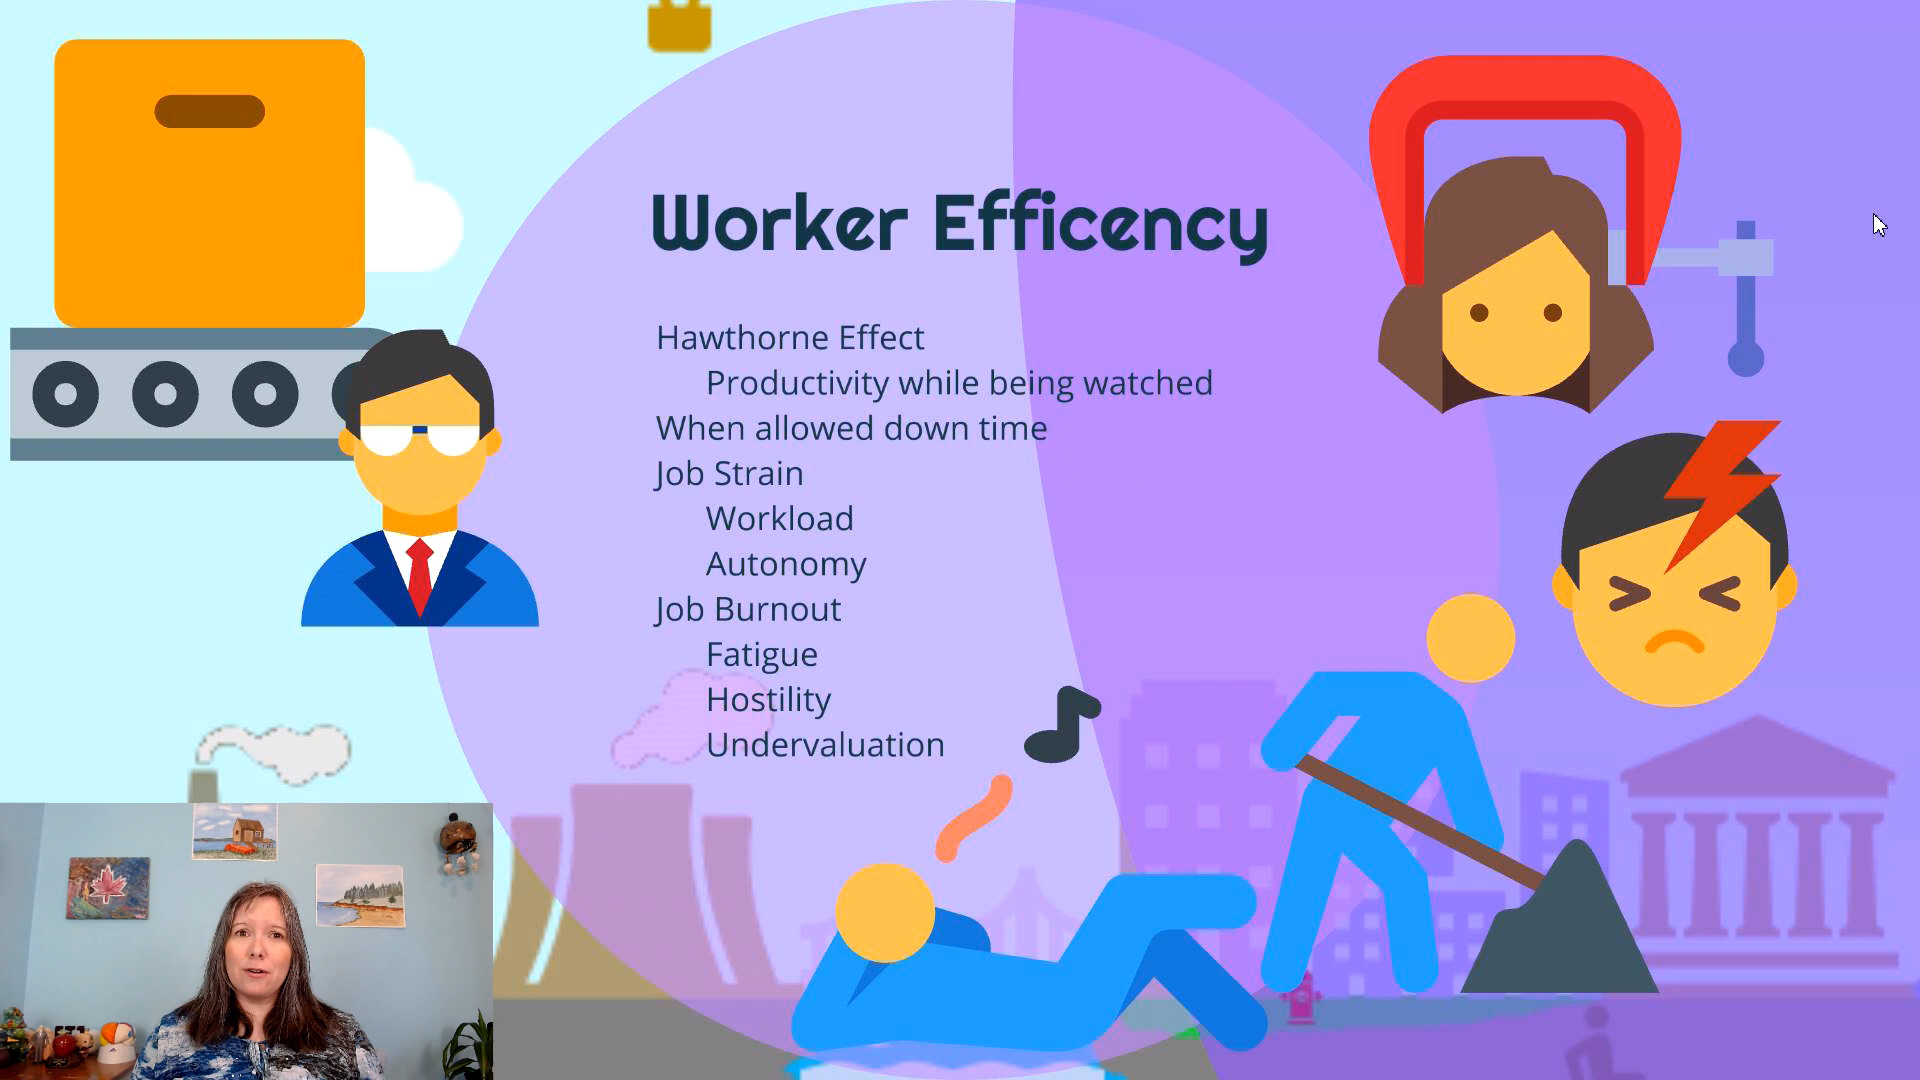 Worker Efficency
Hawthorne Effect
Productivity while being watched
When allowed down time
Job Strain
Workload
Autonomy
Job Burnout
Fatigue
Hostility
Undervaluation